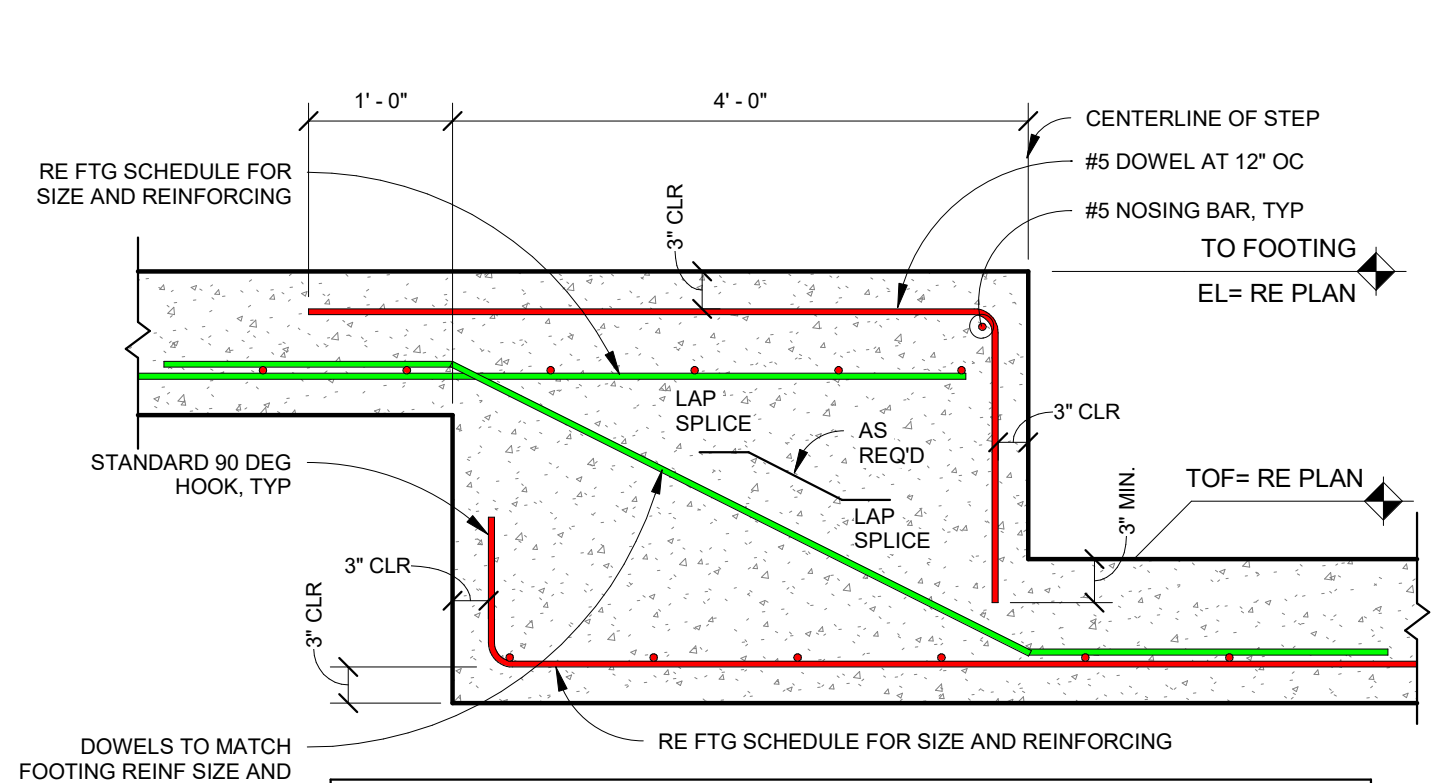 1' - 0"
4' - 0"
CENTERLINE OF STEP
#5 DOWEL AT 12" OC
#5 NOSING BAR, TYP
RE FTG SCHEDULE FOR
SIZE AND REINFORCING
3" CLR
TO FOOTING
EL= RE PLAN
LAP
SPLICE
AS
REQ'D
LAP
SPLICE
3" CLR
TOF= RE PLAN
3" MIN.
STANDARD 90 DEG
HOOK, TYP
3" CLR
3" CLR
DOWELS TO MATCH
FOOTING REINF SIZE AND
RE FTG SCHEDULE FOR SIZE AND REINFORCING